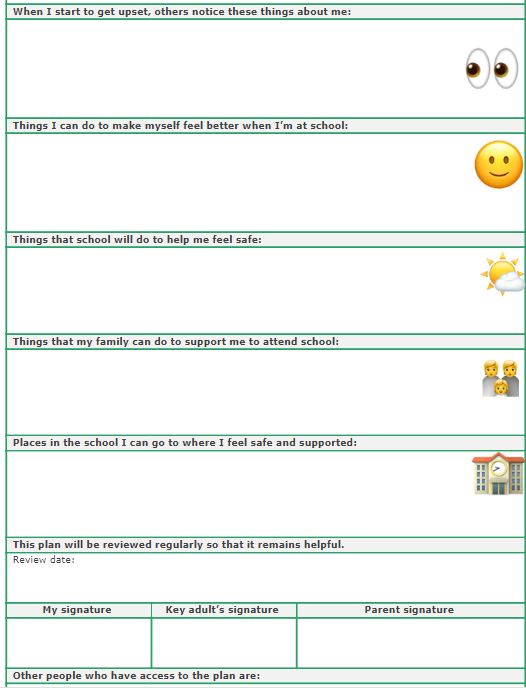 When I start to get upset, others notice these things about me:
Things I can do to make myself feel better when I’m at school:
Things that school will do to help me feel safe:
Things that my family can do to support me to attend school:
Places in the school I can go to where I feel safe and supported:
This plan will be reviewed regularly so that it remains helpful.
Review date:
My signature Key adult’s signature Parent signature
Other people who have access to the plan are: